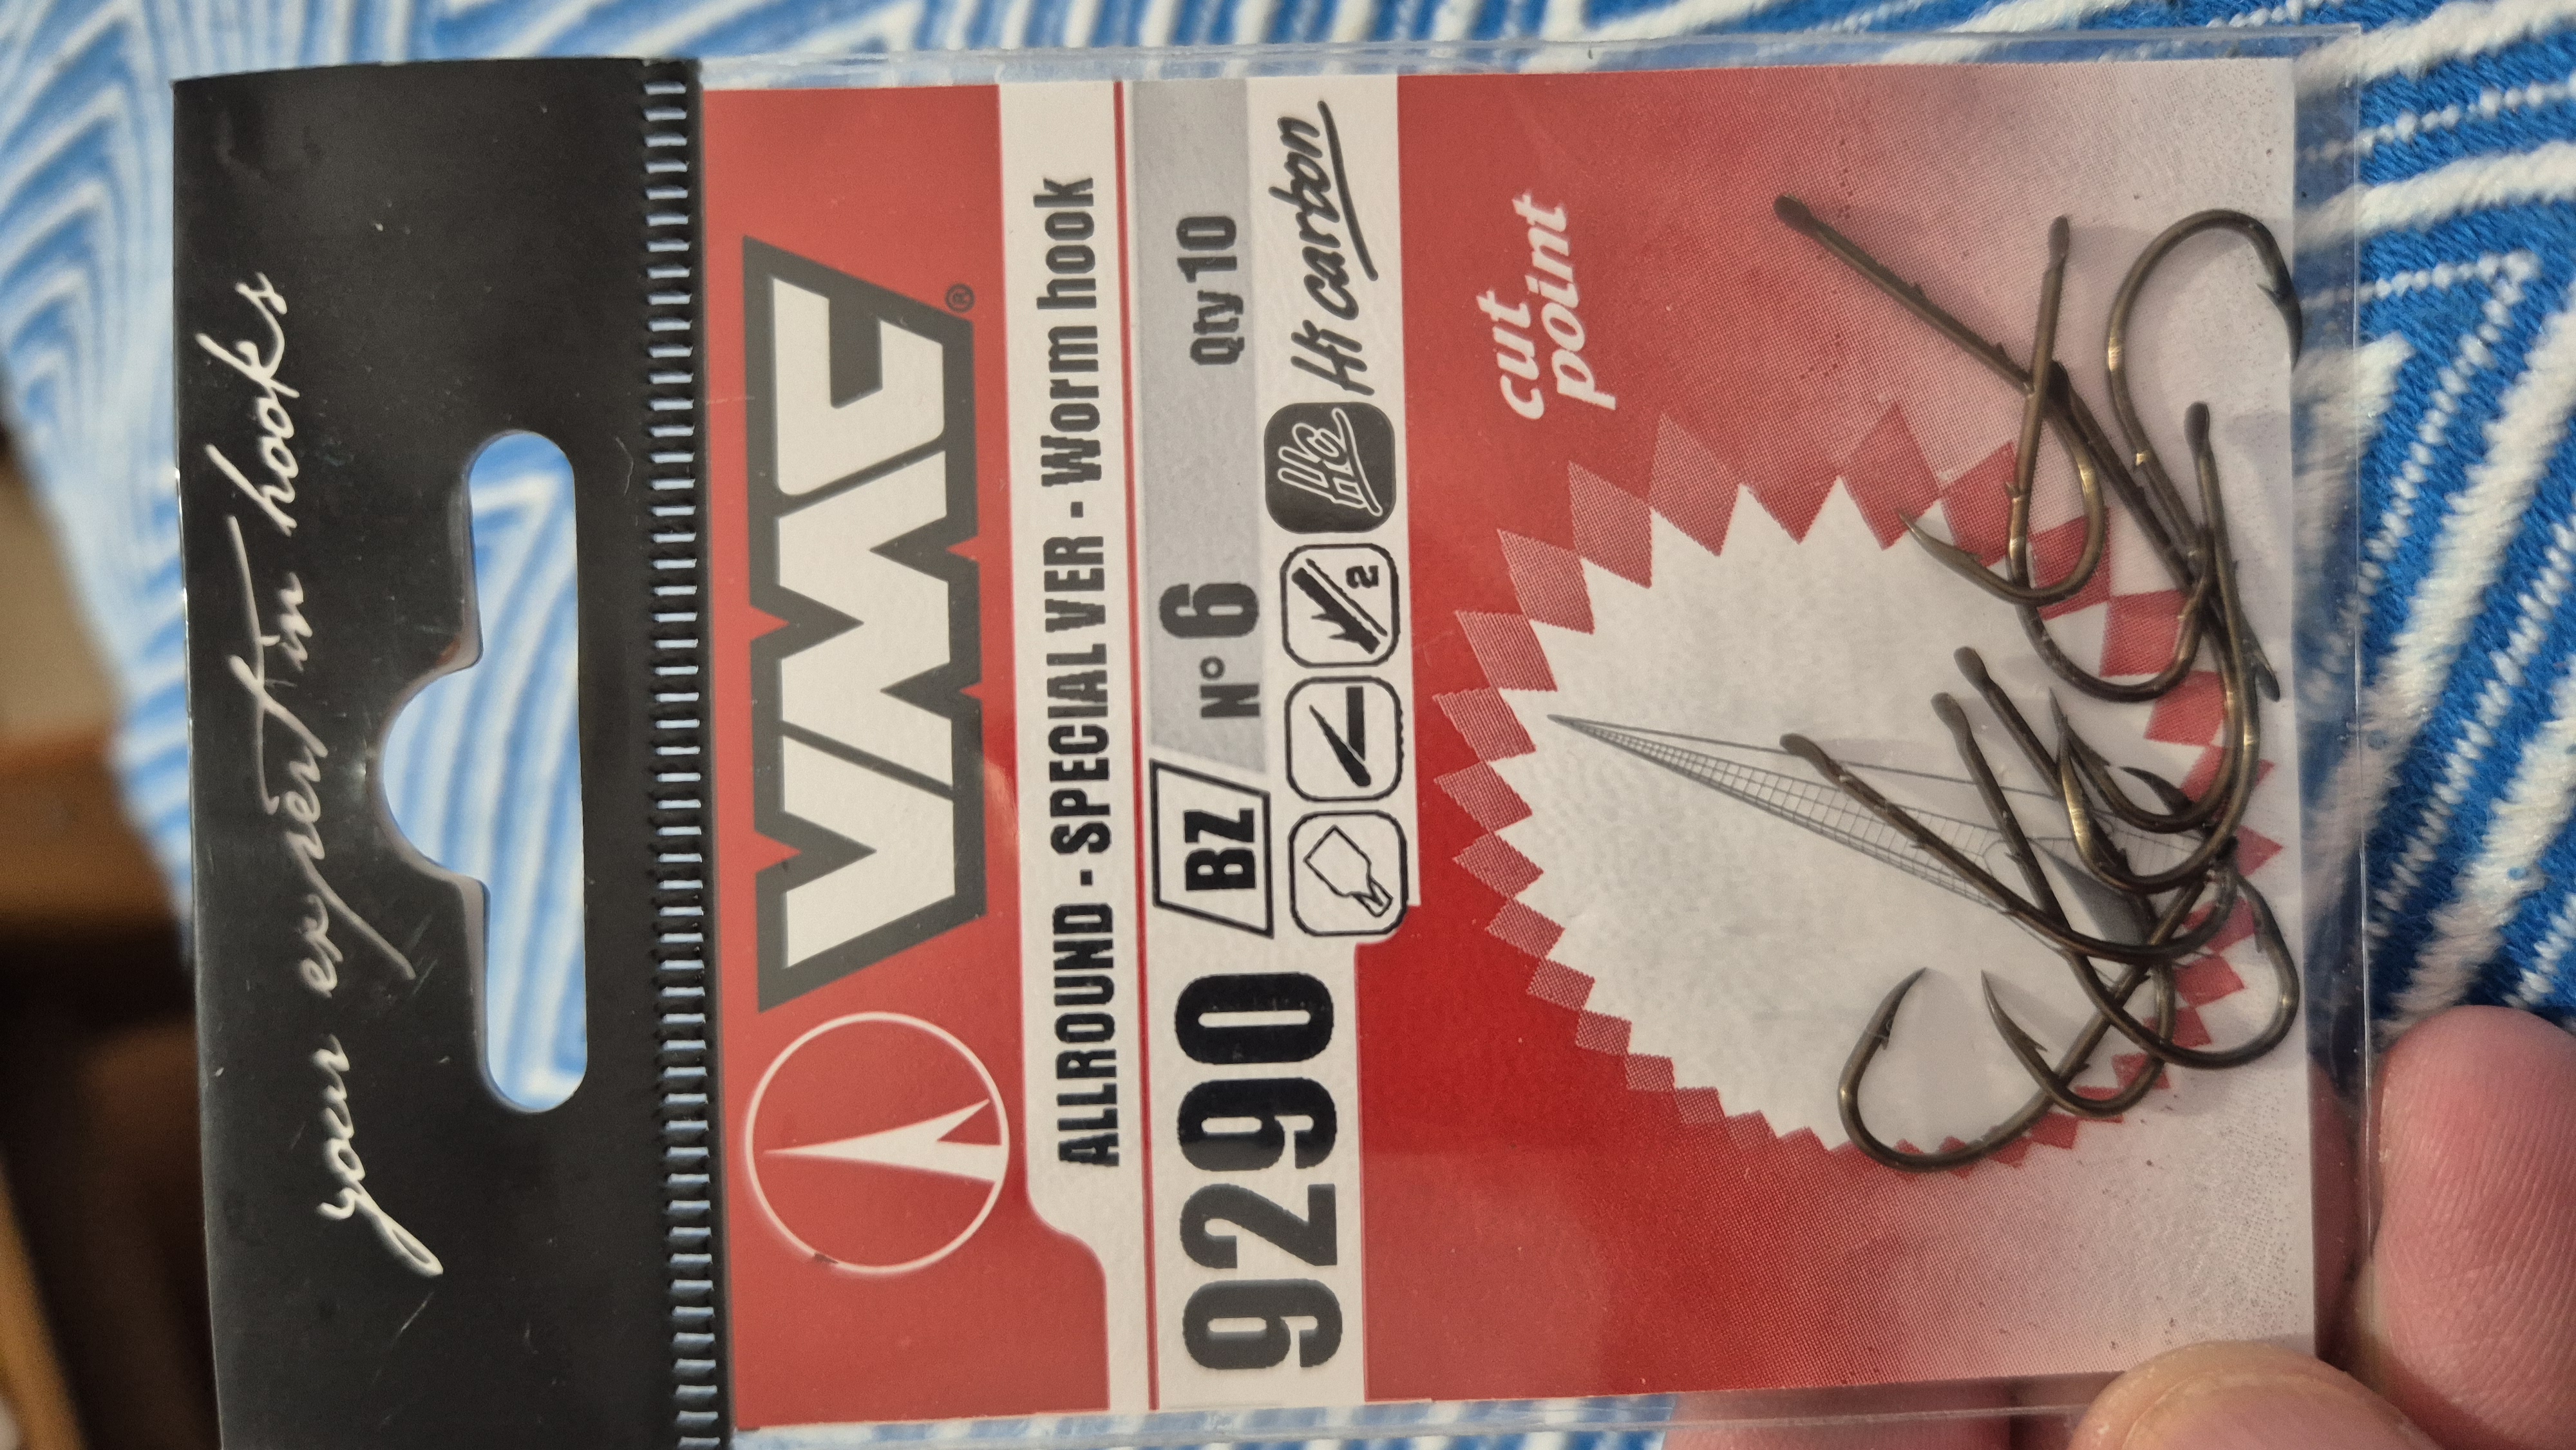 your expert in hooks
VMC®
ALLROUND - SPECIAL VER - Worm hook
9290 BZ N° 6 Qty 10
2 Hi carbon
cut
point